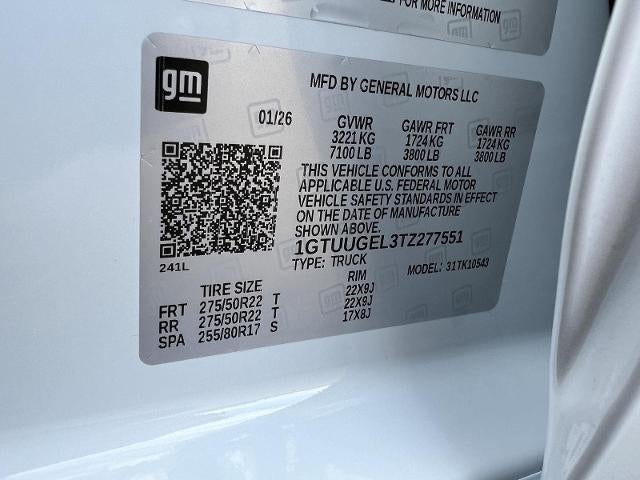 FOR MORE INFORMATION
gm
MFD BY GENERAL MOTORS LLC
01/26 GVWR GAWR FRT GAWR RR
3221 KG 1724 KG 1724 KG
7100 LB 3800 LB 3800 LB
THIS VEHICLE CONFORMS TO ALL
APPLICABLE U.S. FEDERAL MOTOR
VEHICLE SAFETY STANDARDS IN EFFECT
ON THE DATE OF MANUFACTURE
SHOWN ABOVE.
1GTUUGEL3TZ277551
241L TYPE: TRUCK MODEL: 31TK10543
TIRE SIZE RIM
FRT 275/50R22 T 22X9J
RR 275/50R22 T 22X9J
SPA 255/80R17 S 17X8J